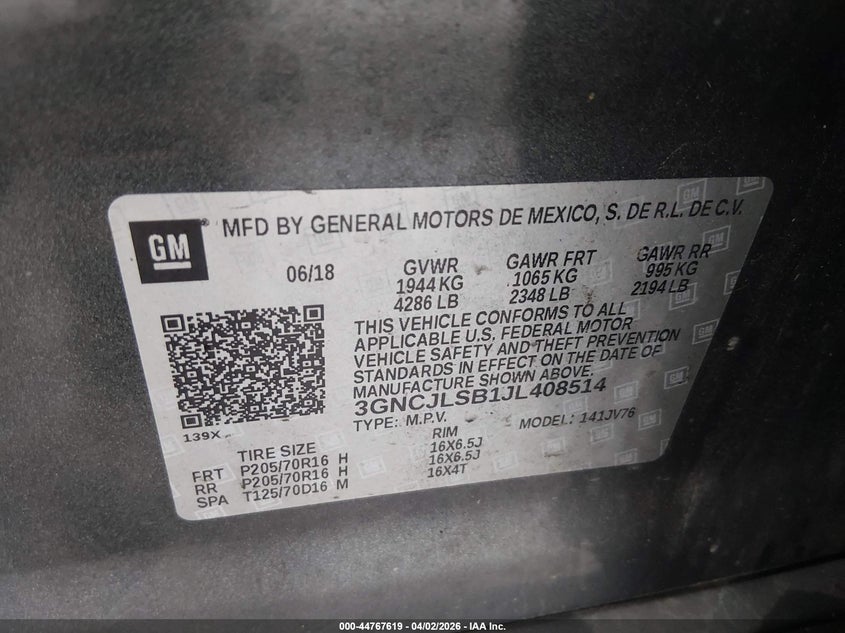 GM® MFD BY GENERAL MOTORS DE MEXICO, S. DE R.L. DE C.V.
06/18 GVWR GAWR FRT GAWR RR
1944 KG 1065 KG 995 KG
4286 LB 2348 LB 2194 LB
THIS VEHICLE CONFORMS TO ALL
APPLICABLE U.S. FEDERAL MOTOR
VEHICLE SAFETY AND THEFT PREVENTION
STANDARDS IN EFFECT ON THE DATE OF
MANUFACTURE SHOWN ABOVE.
3GNCJLSB1JL408514
139X TYPE: M.P.V. MODEL: 141JV76
TIRE SIZE RIM
FRT P205/70R16 H 16X6.5J
RR P205/70R16 H 16X6.5J
SPA T125/70D16 M 16X4T
000-44767619 - 04/02/2026 - IAA Inc.